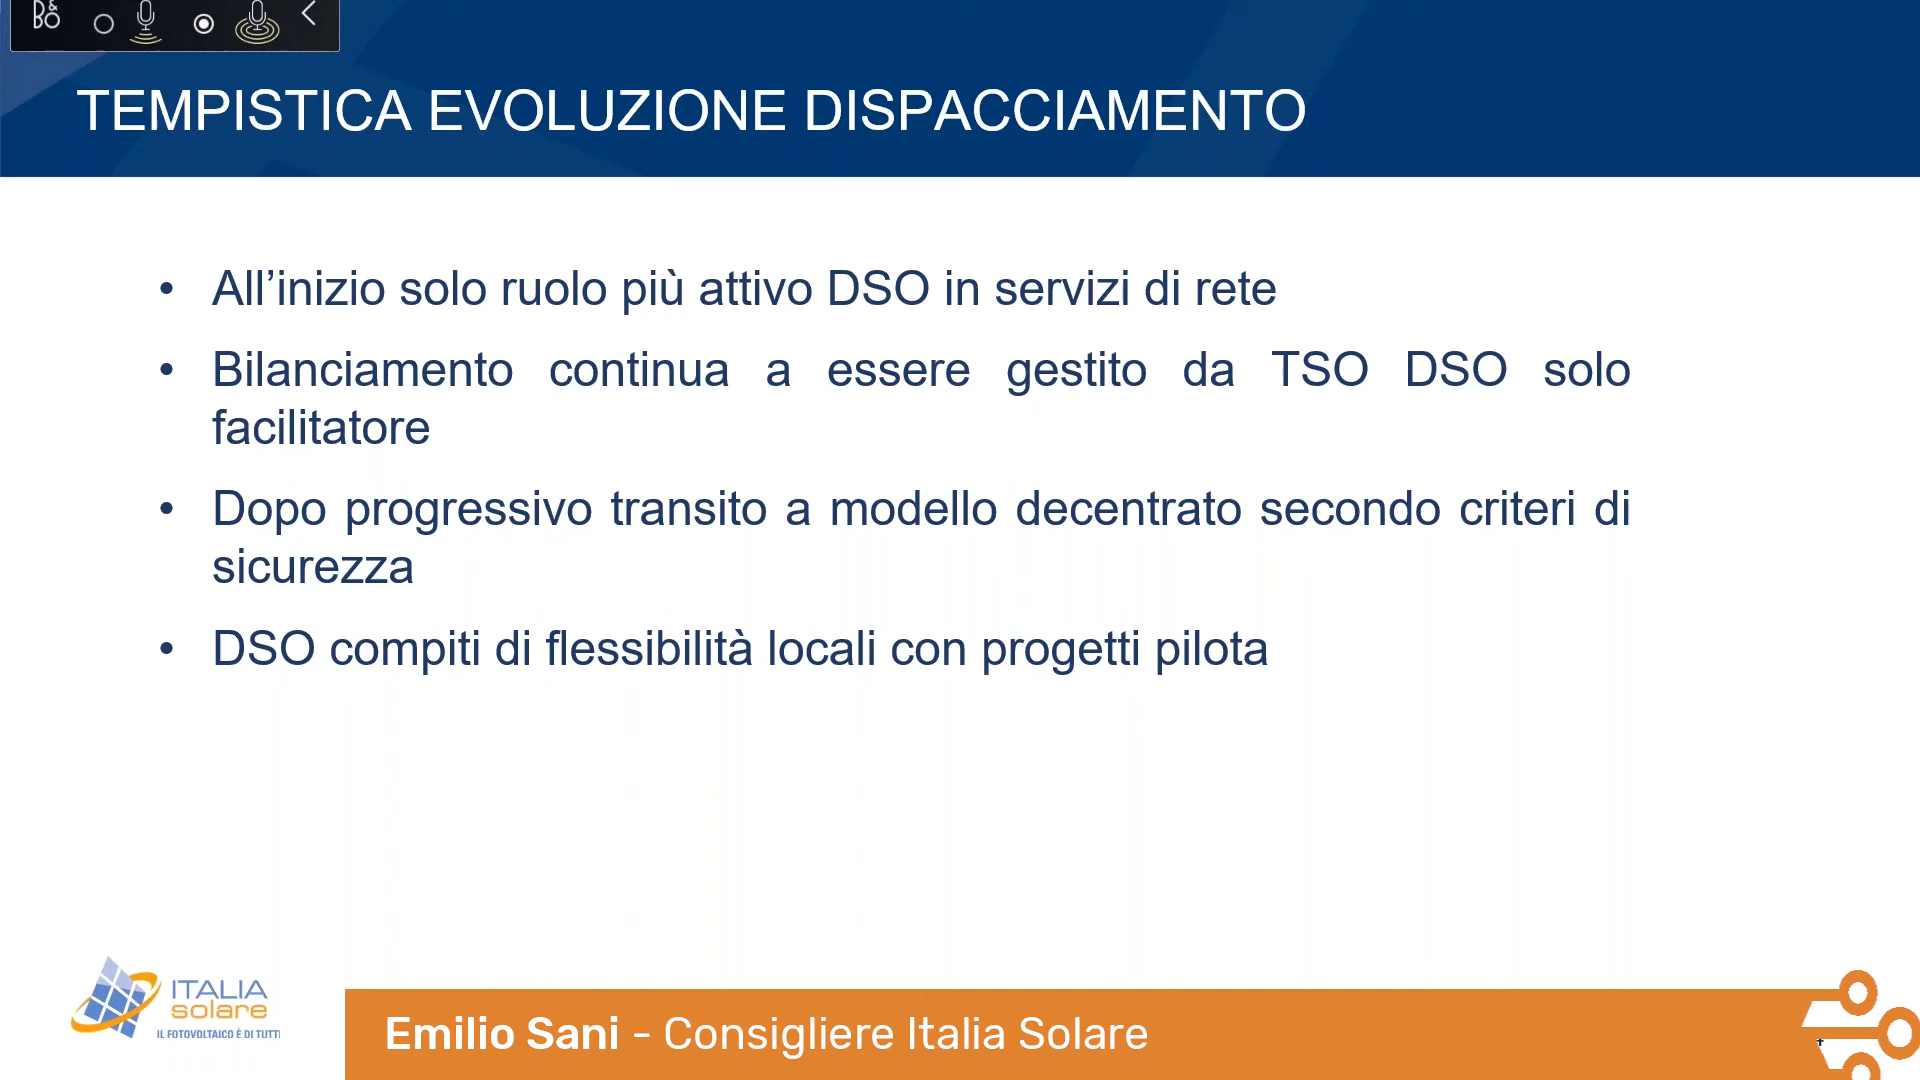 B&O
TEMPISTICA EVOLUZIONE DISPACCIAMENTO
• All’inizio solo ruolo più attivo DSO in servizi di rete
• Bilanciamento continua a essere gestito da TSO DSO solo
facilitatore
• Dopo progressivo transito a modello decentrato secondo criteri di
sicurezza
• DSO compiti di flessibilità locali con progetti pilota
ITALIA
solare
IL FOTOVOLTAICO È DI TUTTI
Emilio Sani - Consigliere Italia Solare